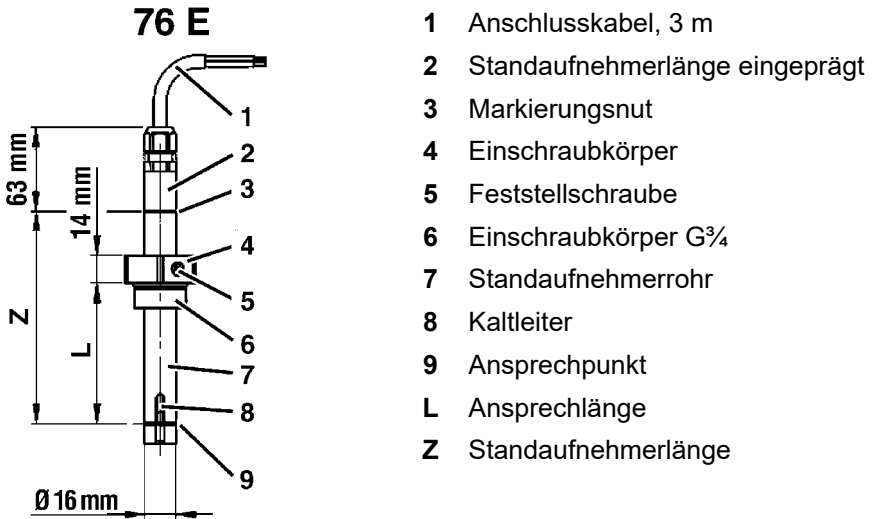 76 E
1
2
3
4
5
6
7
8
9
63 mm
14 mm
Z
L
Ø 16 mm
1 Anschlusskabel, 3 m
2 Standaufnehmerlänge eingeprägt
3 Markierungsnut
4 Einschraubkörper
5 Feststellschraube
6 Einschraubkörper G¾
7 Standaufnehmerrohr
8 Kaltleiter
9 Ansprechpunkt
L Ansprechlänge
Z Standaufnehmerlänge